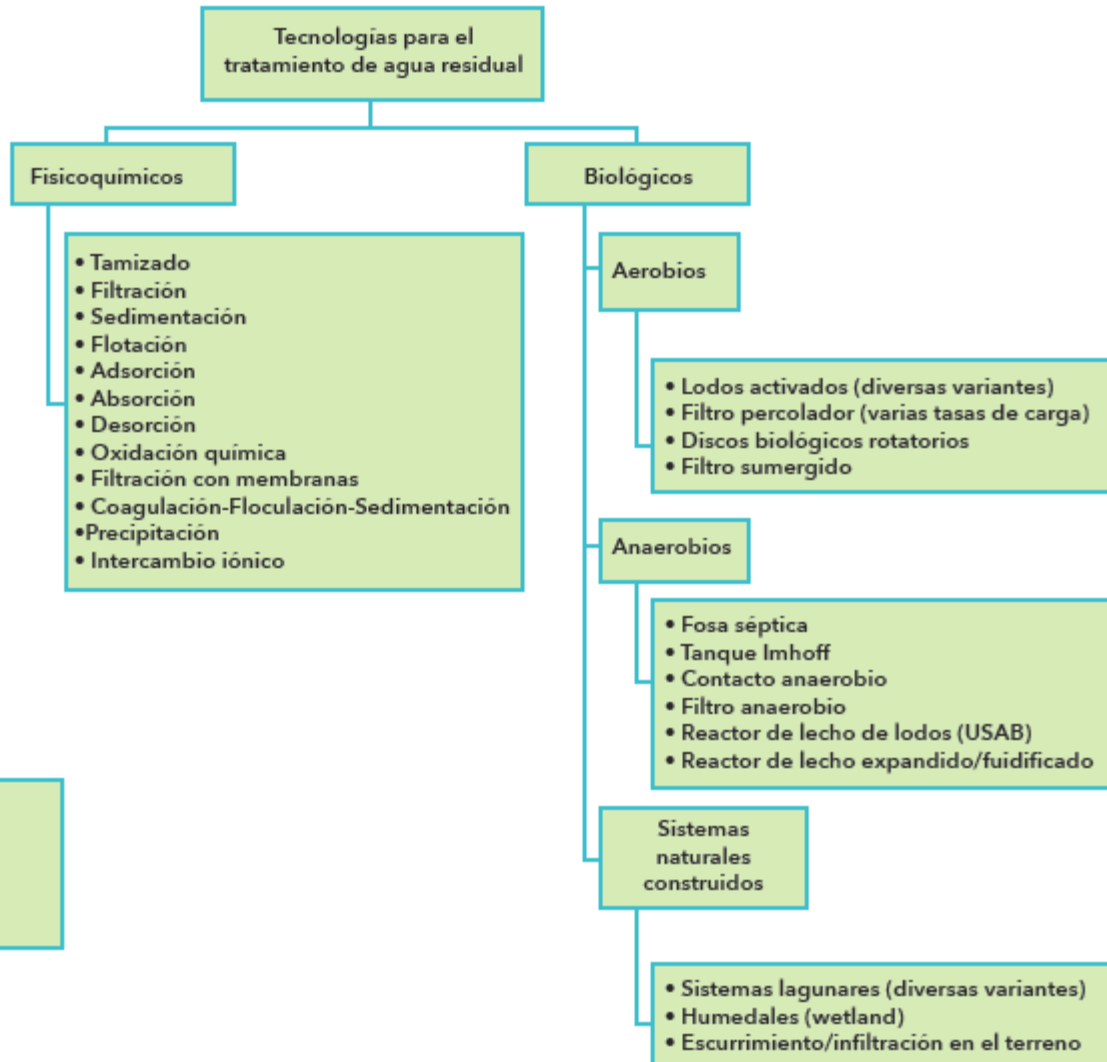 Tecnologías para el
tratamiento de agua residual
Fisicoquímicos
• Tamizado
• Filtración
• Sedimentación
• Flotación
• Adsorción
• Absorción
• Desorción
• Oxidación química
• Filtración con membranas
• Coagulación-Floculación-Sedimentación
•Precipitación
• Intercambio iónico
Biológicos
Aerobios
• Lodos activados (diversas variantes)
• Filtro percolador (varias tasas de carga)
• Discos biológicos rotatorios
• Filtro sumergido
Anaerobios
• Fosa séptica
• Tanque Imhoff
• Contacto anaerobio
• Filtro anaerobio
• Reactor de lecho de lodos (USAB)
• Reactor de lecho expandido/fuidificado
Sistemas
naturales
construidos
• Sistemas lagunares (diversas variantes)
• Humedales (wetland)
• Escurrimiento/infiltración en el terreno